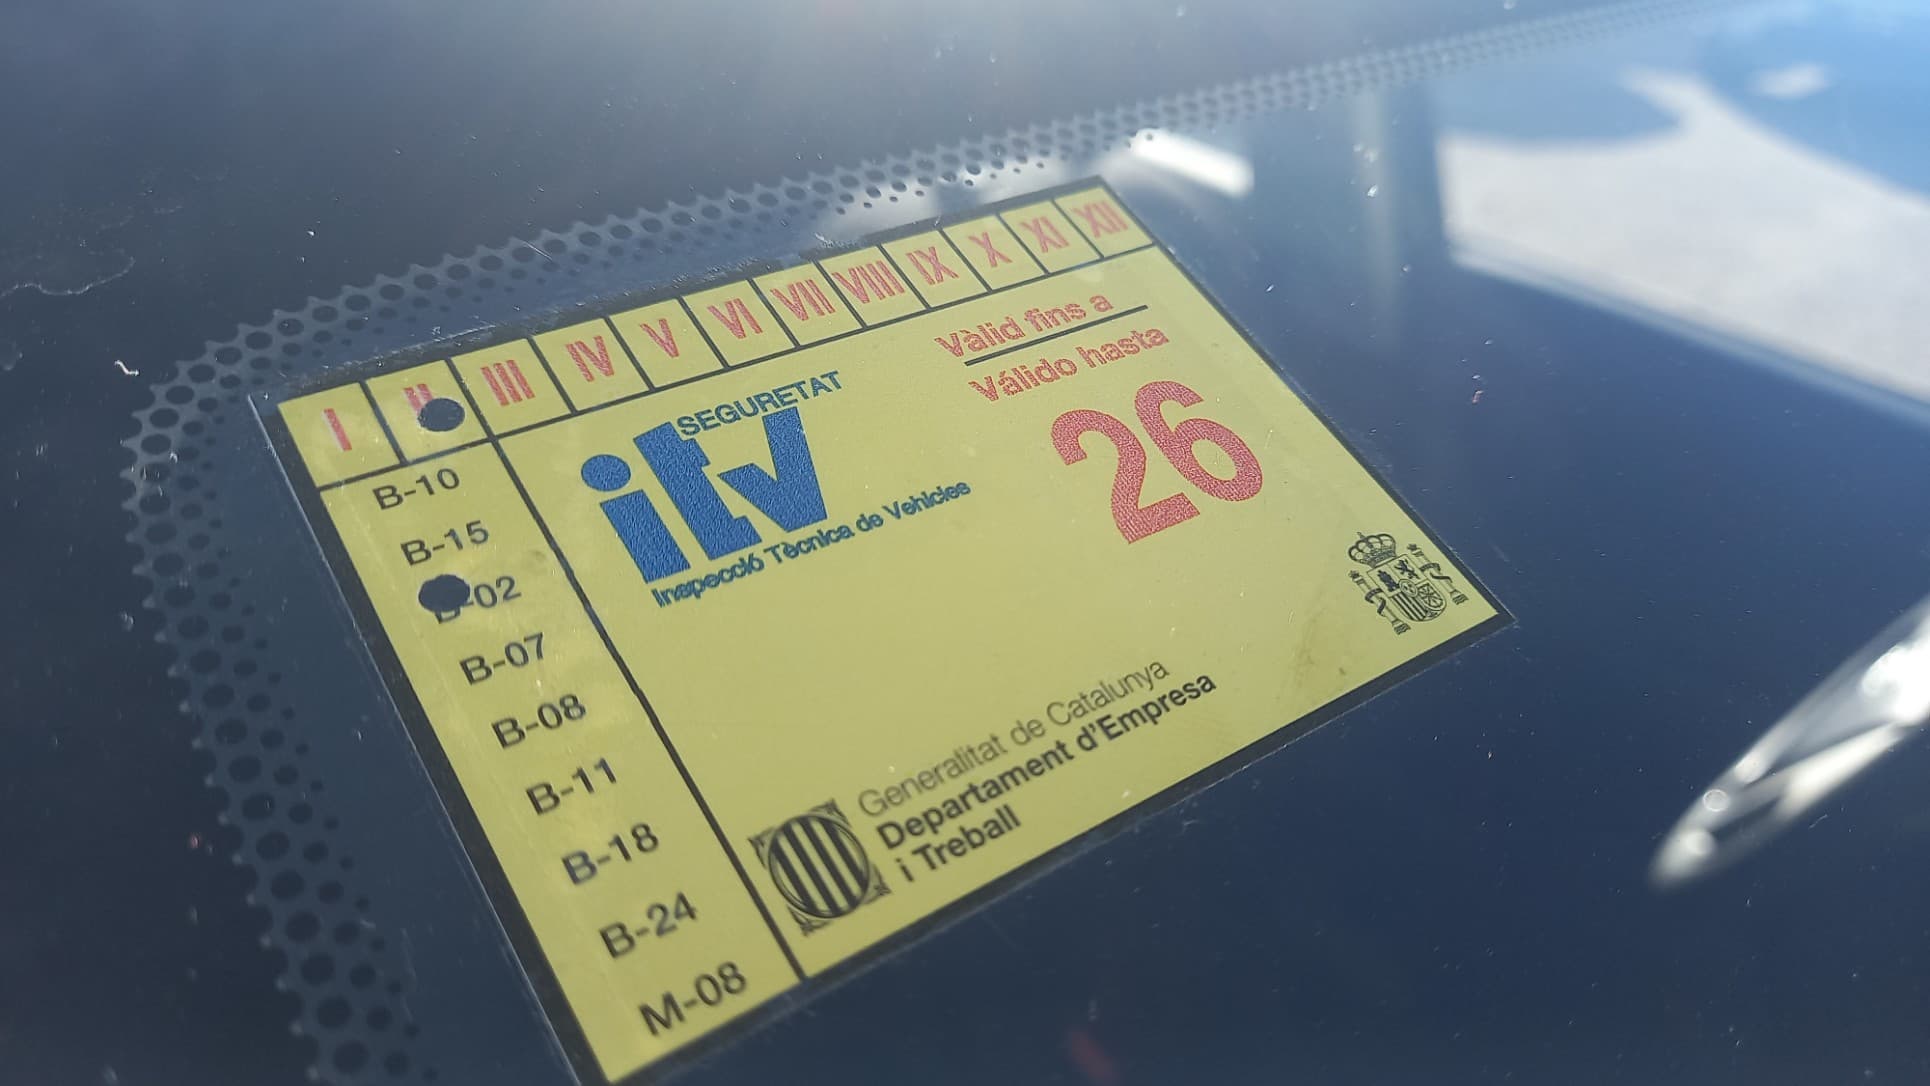 I II III IV V VI VII VIII IX X XI XII
B-10
B-15
B-02
B-07
B-08
B-11
B-18
B-24
M-08
SEGURETAT
itv
Inspecció Tècnica de Vehicles
Vàlid fins a
Válido hasta
26
Generalitat de Catalunya
Departament d'Empresa
i Treball